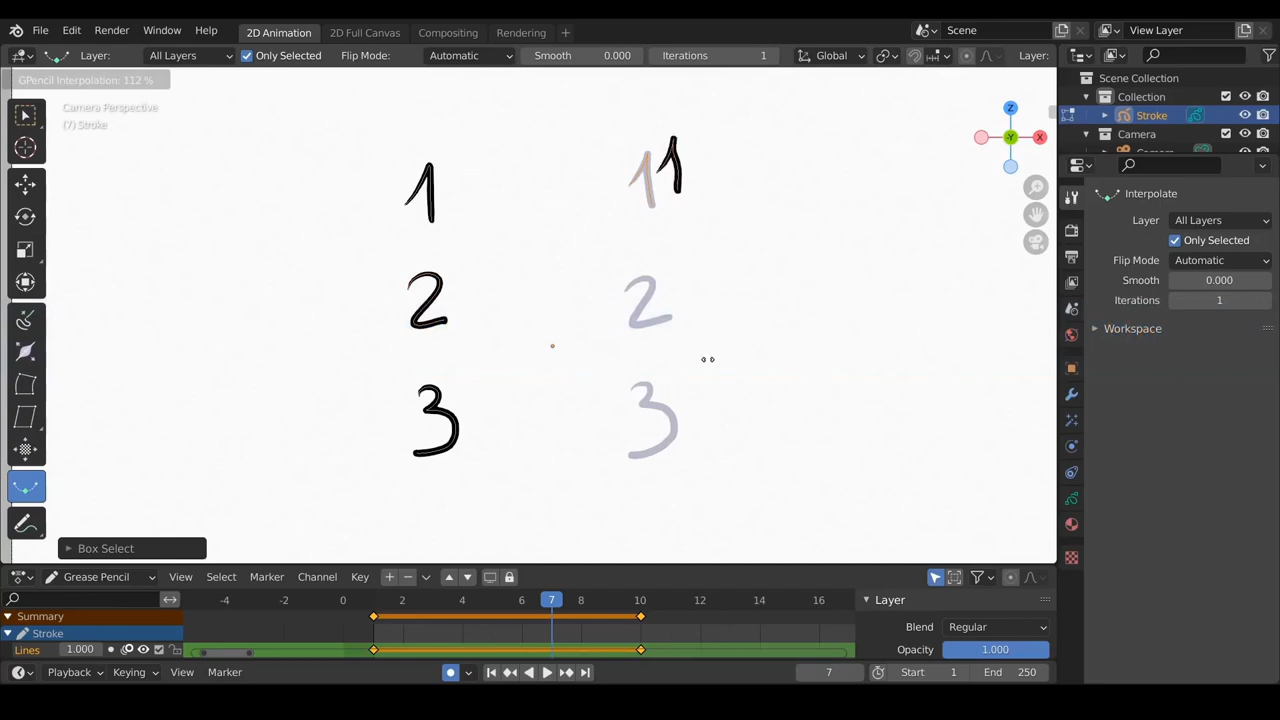 File Edit Render Window Help 2D Animation 2D Full Canvas Compositing Rendering + Scene View Layer
Layer: All Layers Only Selected Flip Mode: Automatic Smooth 0.000 Iterations 1 Global Layer:
GPencil Interpolation: 112 %
Camera Perspective
(7) Stroke
Scene Collection
Collection
Stroke
Camera
Interpolate
Layer All Layers
Only Selected
Flip Mode Automatic
Smooth 0.000
Iterations 1
Workspace
Z
-Y X
1 1 1
2 2
3 3
Box Select
Grease Pencil View Select Marker Channel Key
-4 -2 0 2 4 6 7 8 10 12 14 16
Summary
Stroke
Lines 1.000
Layer
Blend Regular
Opacity 1.000
Playback Keying View Marker 7 Start 1 End 250